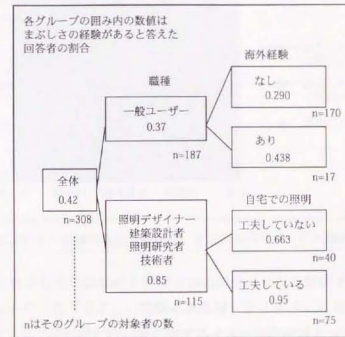 各グループの囲み内の数値は
まぶしさの経験があると答えた
回答者の割合
職種
海外経験
一般ユーザー
0.37
n=187
なし
0.290
n=170
あり
0.438
n=17
全体
0.42
n=308
自宅での照明
照明デザイナー
建築設計者
照明研究者
技術者
0.85
n=115
工夫していない
0.663
n=40
工夫している
0.95
n=75
nはそのグループの対象者の数